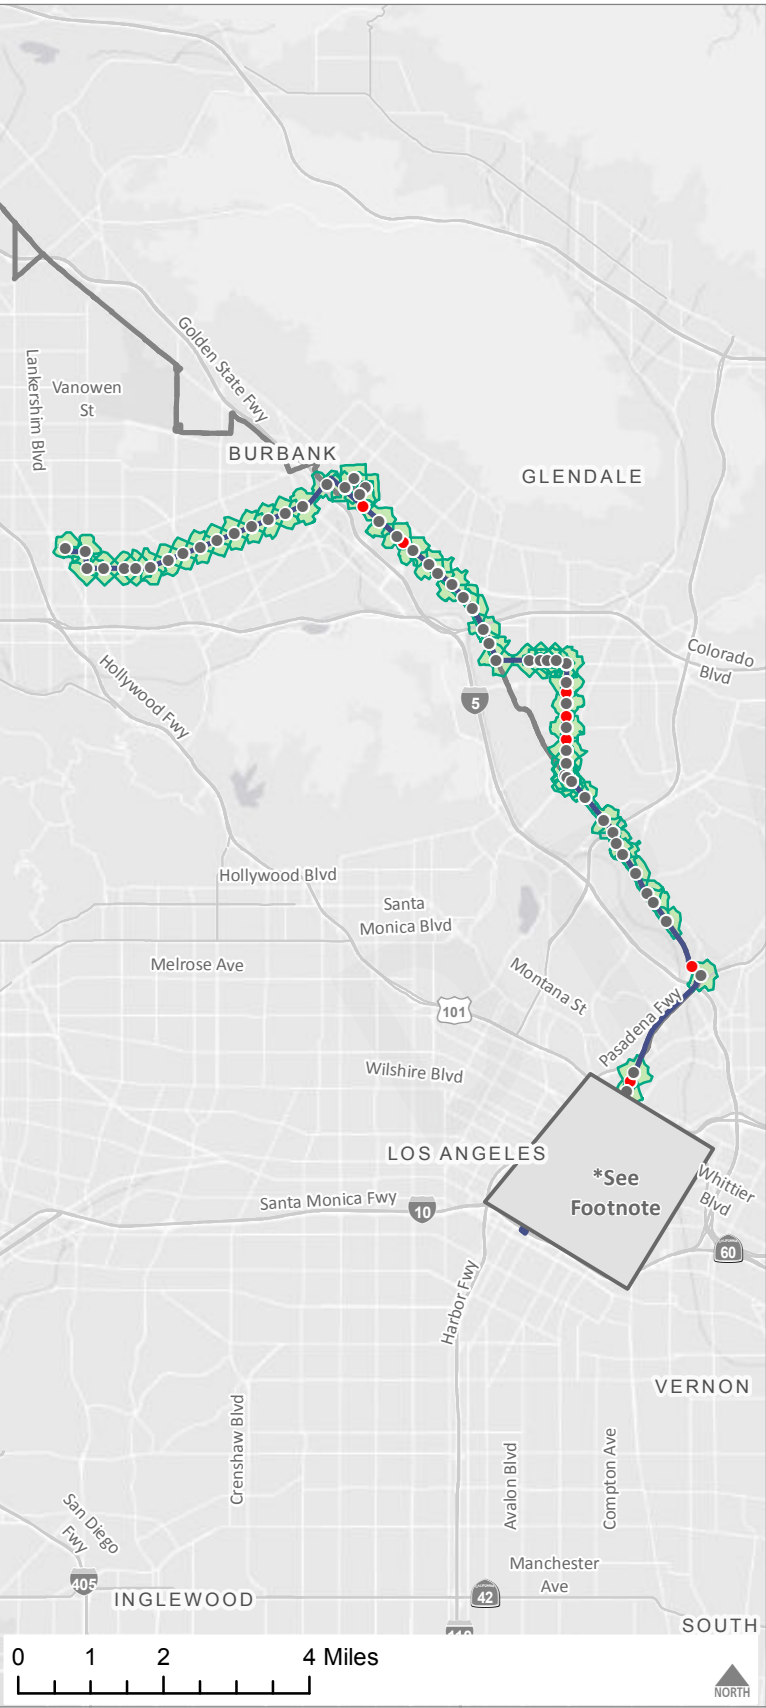 Golden State Fwy
Lankershim Blvd
Vanowen
St
BURBANK
GLENDALE
Colorado
Blvd
Hollywood Fwy
5
Hollywood Blvd
Santa
Monica Blvd
Melrose Ave
Montana St
101
Pasadena Fwy
Wilshire Blvd
LOS ANGELES
*See
Footnote
Whittier
Blvd
Santa Monica Fwy
10
CALIFORNIA
60
Harbor Fwy
VERNON
Crenshaw Blvd
Avalon Blvd
Compton Ave
San Diego
Fwy
Manchester
Ave
405
INGLEWOOD
CALIFORNIA
42
SOUTH
110
0 1 2 4 Miles
NORTH